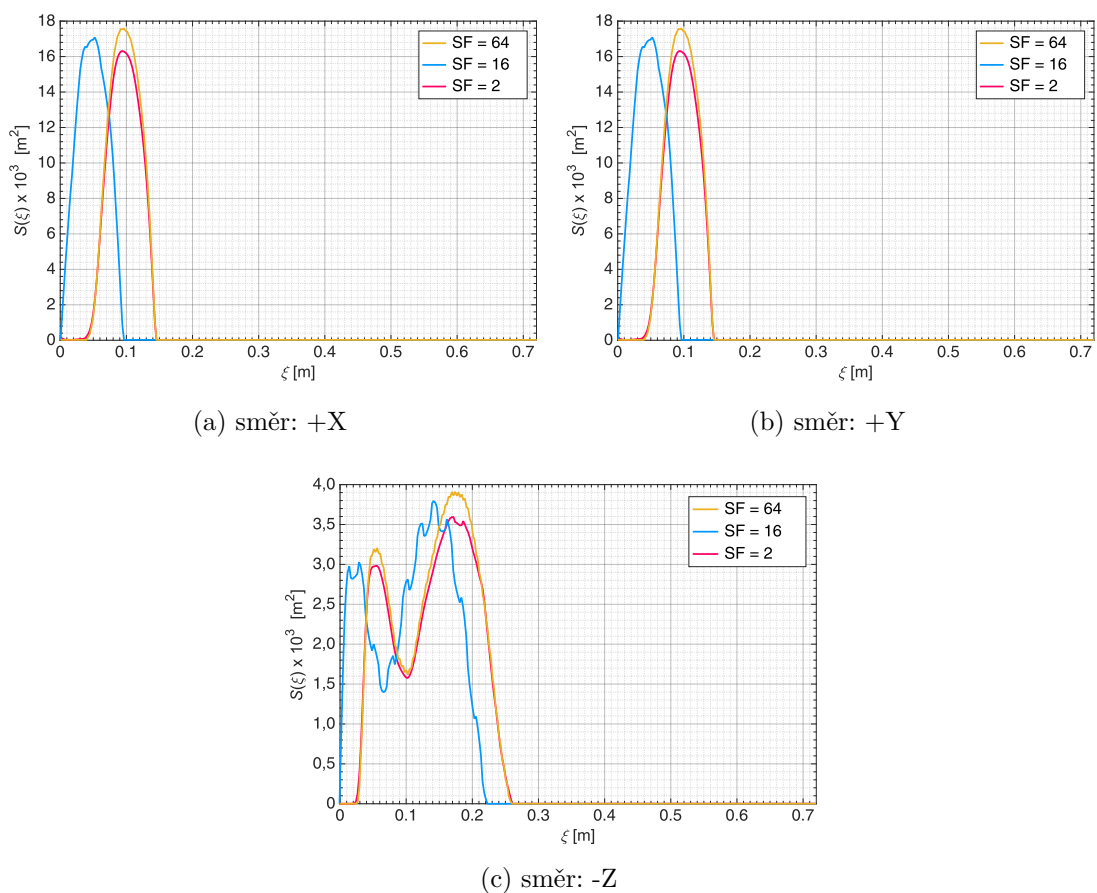 18
16
14
12
10
8
6
4
2
0
S(ξ) x 10³ [m²]
0 0.1 0.2 0.3 0.4 0.5 0.6 0.7
ξ [m]
SF = 64
SF = 16
SF = 2
(a) směr: +X
18
16
14
12
10
8
6
4
2
0
S(ξ) x 10³ [m²]
0 0.1 0.2 0.3 0.4 0.5 0.6 0.7
ξ [m]
SF = 64
SF = 16
SF = 2
(b) směr: +Y
4,0
3,5
3,0
2,5
2,0
1,5
1,0
0,5
0
S(ξ) x 10³ [m²]
0 0.1 0.2 0.3 0.4 0.5 0.6 0.7
ξ [m]
SF = 64
SF = 16
SF = 2
(c) směr: -Z